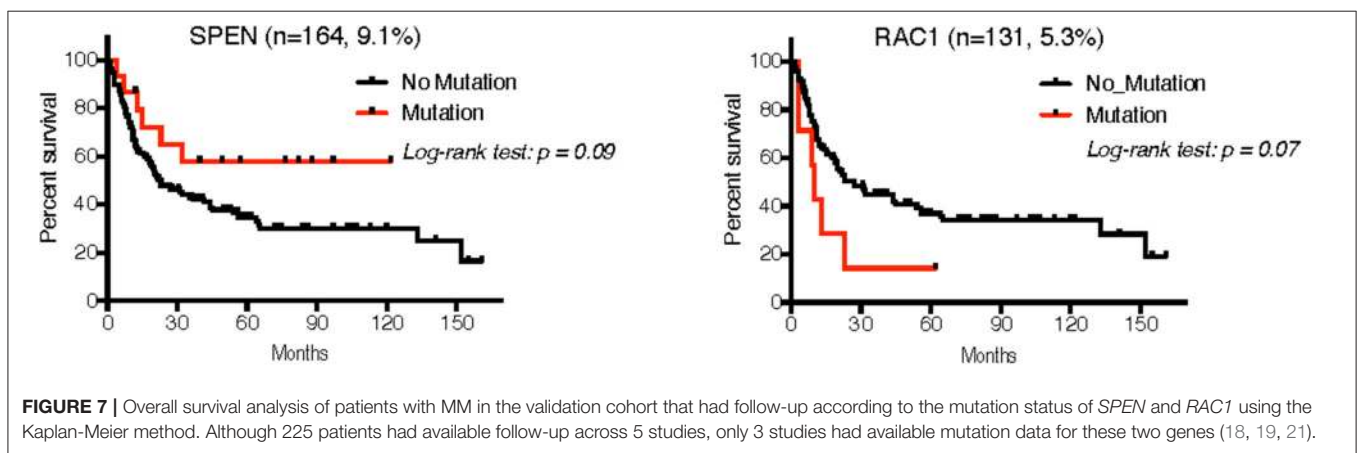 SPEN (n=164, 9.1%)
No Mutation
Mutation
Log-rank test: p = 0.09
Percent survival
100
80
60
40
20
0
0 30 60 90 120 150
Months
RAC1 (n=131, 5.3%)
No_Mutation
Mutation
Log-rank test: p = 0.07
Percent survival
100
80
60
40
20
0
0 30 60 90 120 150
Months
FIGURE 7 | Overall survival analysis of patients with MM in the validation cohort that had follow-up according to the mutation status of SPEN and RAC1 using the
Kaplan-Meier method. Although 225 patients had available follow-up across 5 studies, only 3 studies had available mutation data for these two genes (18, 19, 21).